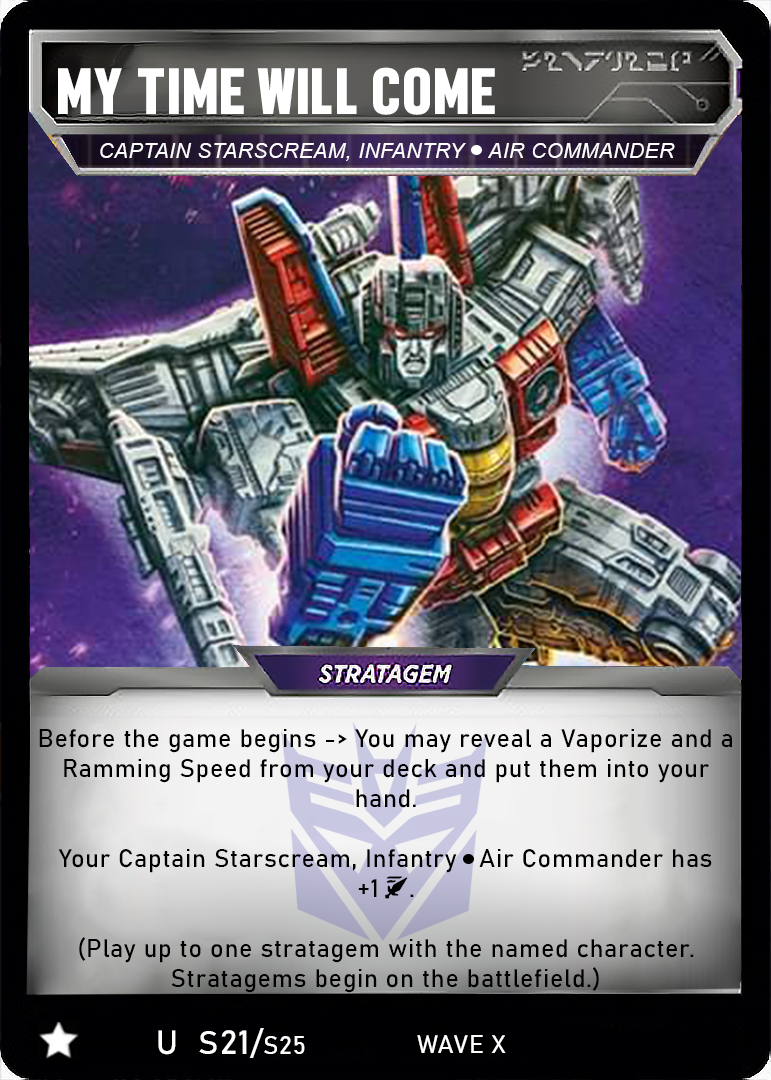 MY TIME WILL COME
CAPTAIN STARSCREAM, INFANTRY ● AIR COMMANDER
STRATAGEM
Before the game begins -> You may reveal a Vaporize and a
Ramming Speed from your deck and put them into your
hand.
Your Captain Starscream, Infantry ● Air Commander has
+1 .
(Play up to one stratagem with the named character.
Stratagems begin on the battlefield.)
U S21/S25 WAVE X